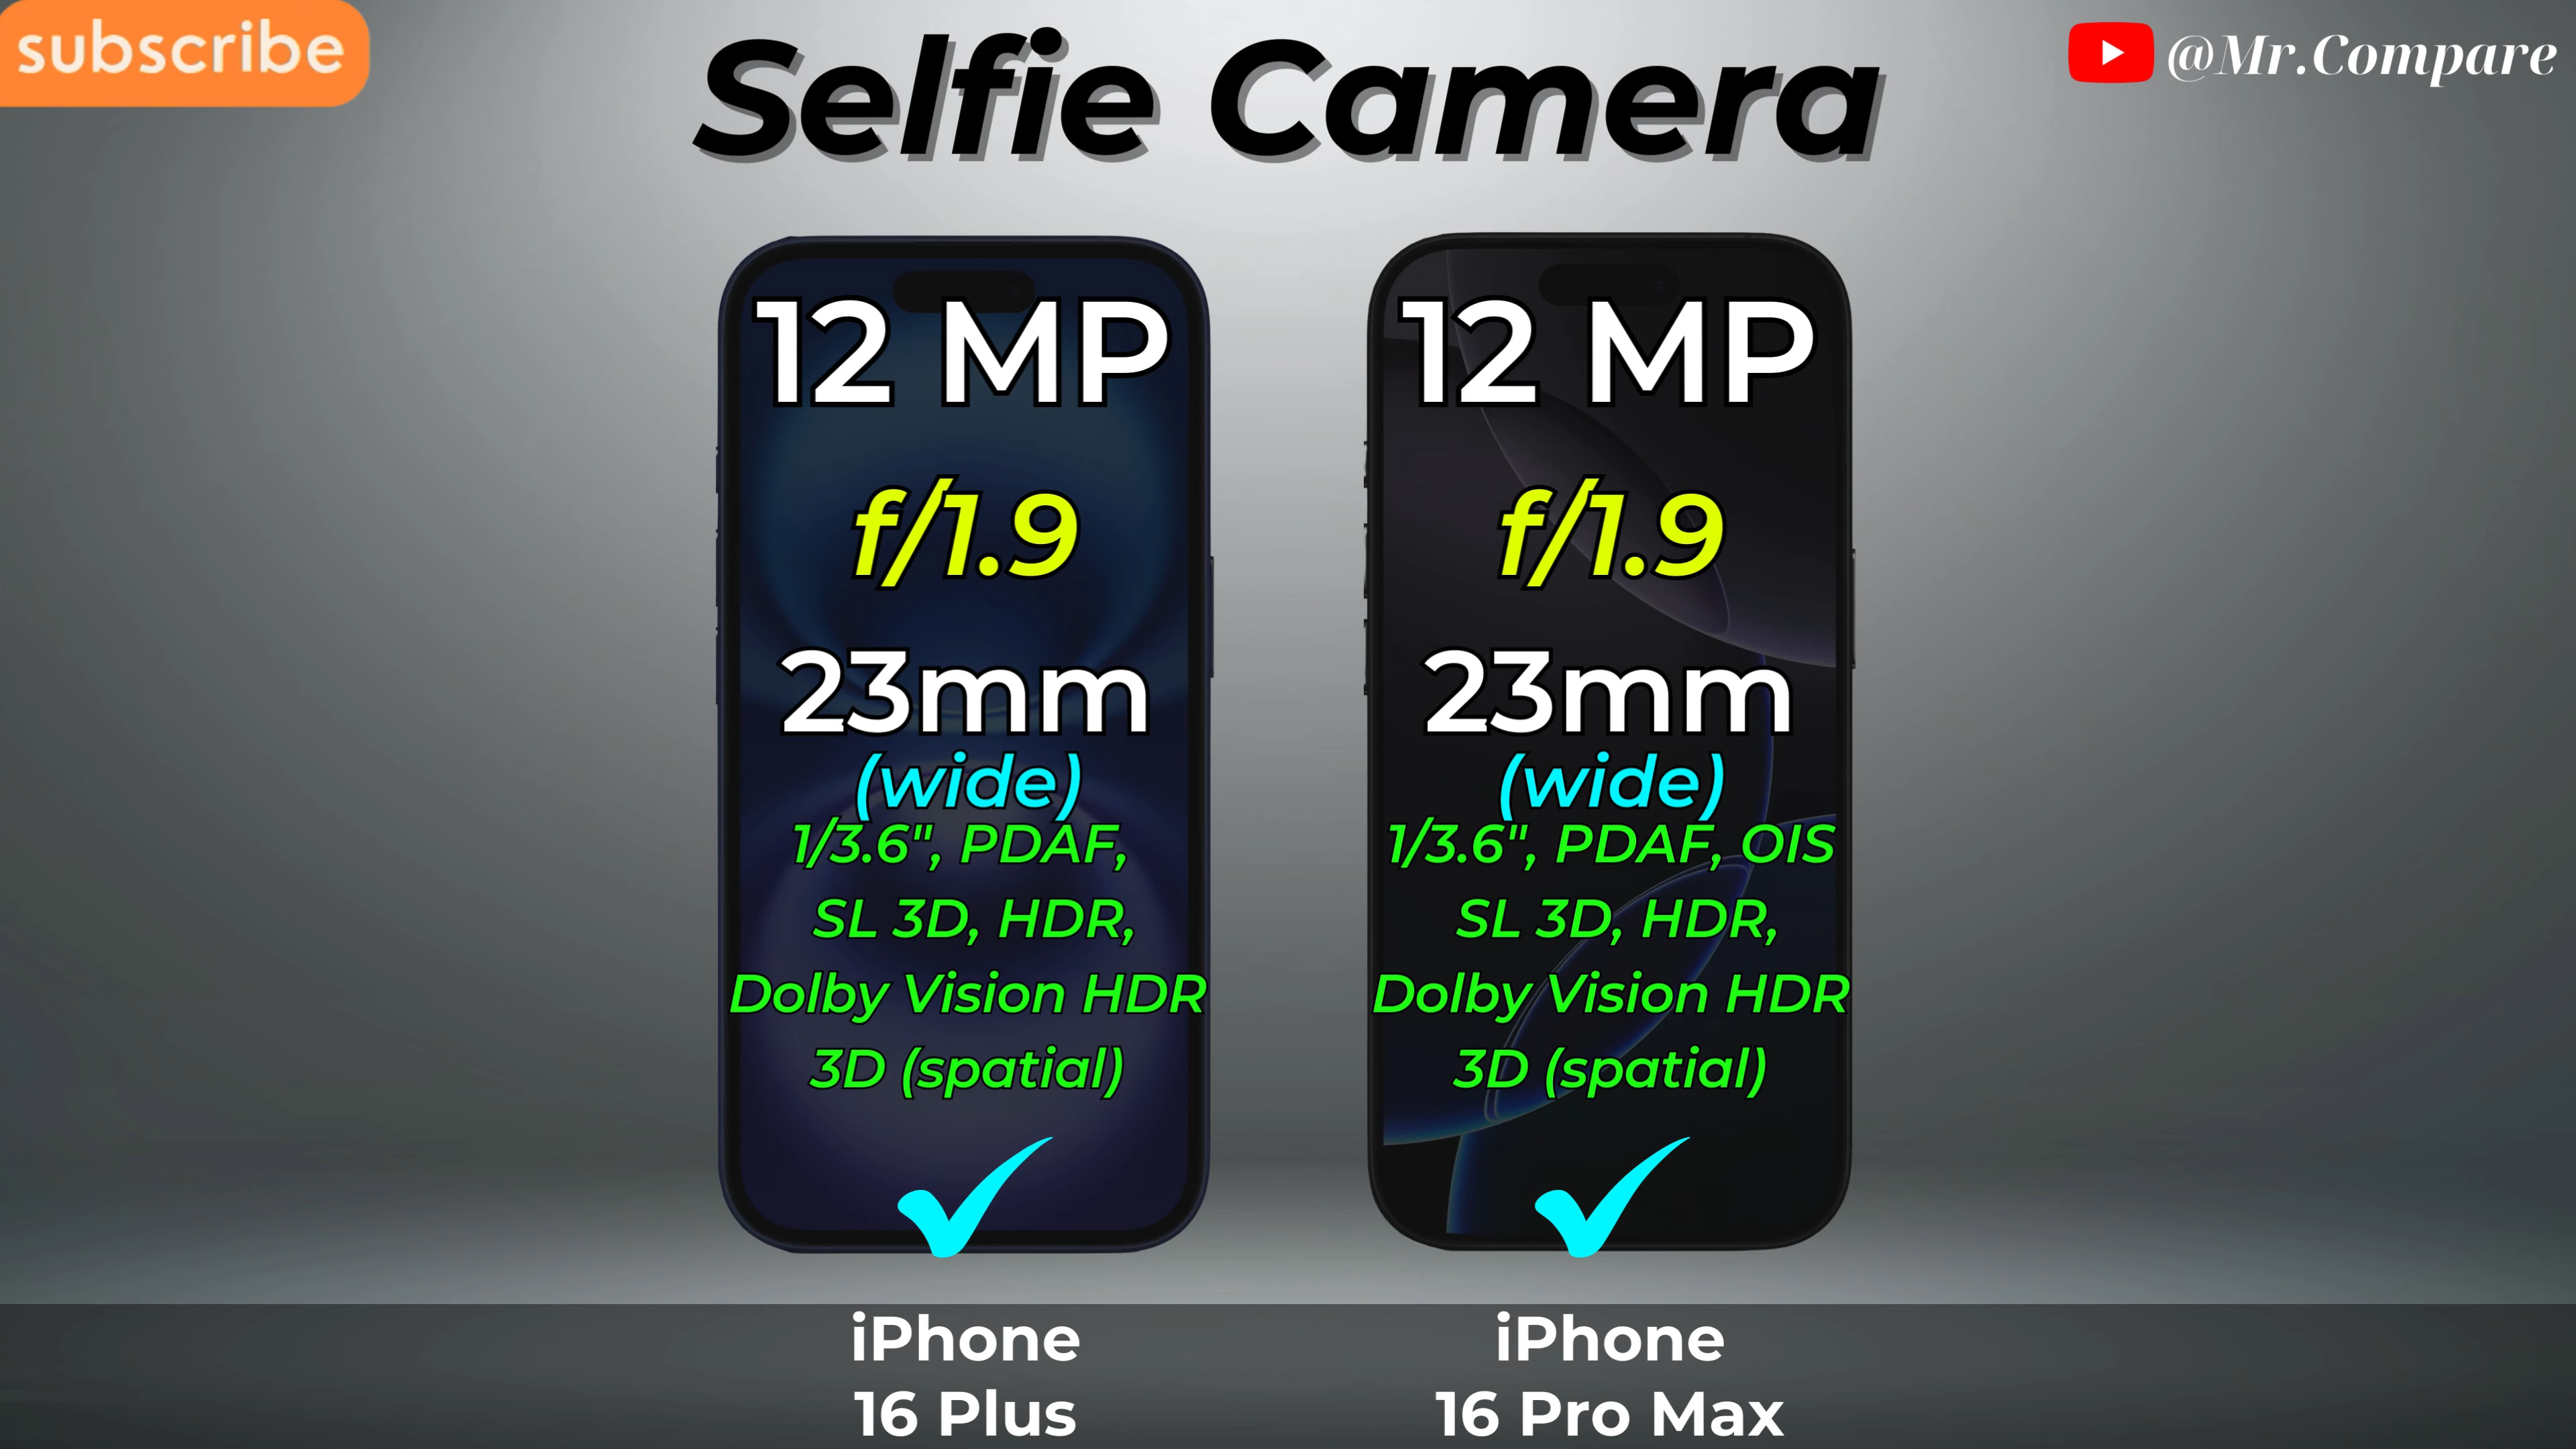 subscribe
Selfie Camera
@Mr.Compare
12 MP
f/1.9
23mm
(wide)
1/3.6", PDAF,
SL 3D, HDR,
Dolby Vision HDR
3D (spatial)
iPhone
16 Plus
12 MP
f/1.9
23mm
(wide)
1/3.6", PDAF, OIS
SL 3D, HDR,
Dolby Vision HDR
3D (spatial)
iPhone
16 Pro Max